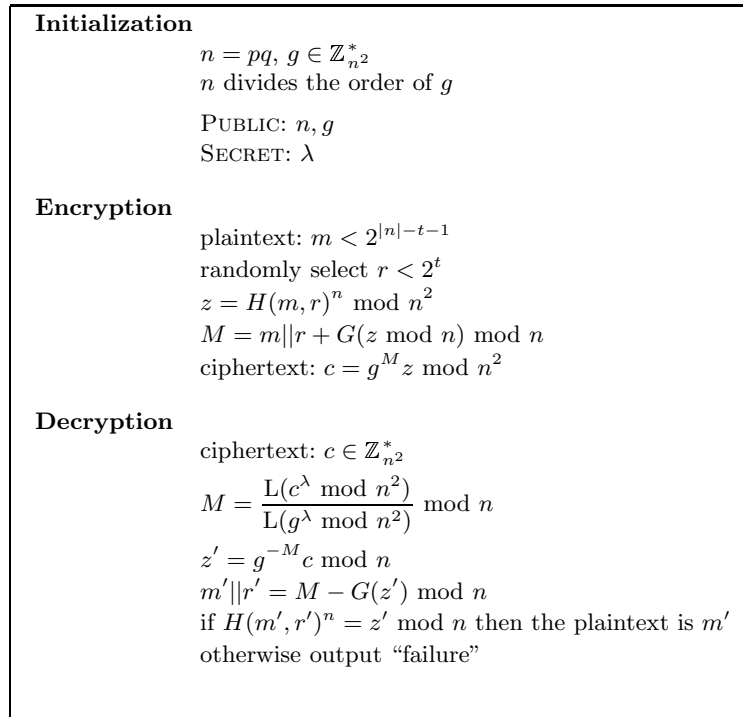 Initialization
n = pq, g ∈ ℤ*_{n²}
n divides the order of g
PUBLIC: n, g
SECRET: λ
Encryption
plaintext: m < 2^{|n|−t−1}
randomly select r < 2^t
z = H(m, r)^n mod n²
M = m||r + G(z mod n) mod n
ciphertext: c = g^M z mod n²
Decryption
ciphertext: c ∈ ℤ*_{n²}
M = L(c^λ mod n²) / L(g^λ mod n²) mod n
z′ = g^{−M}c mod n
m′||r′ = M − G(z′) mod n
if H(m′, r′)^n = z′ mod n then the plaintext is m′
otherwise output “failure”